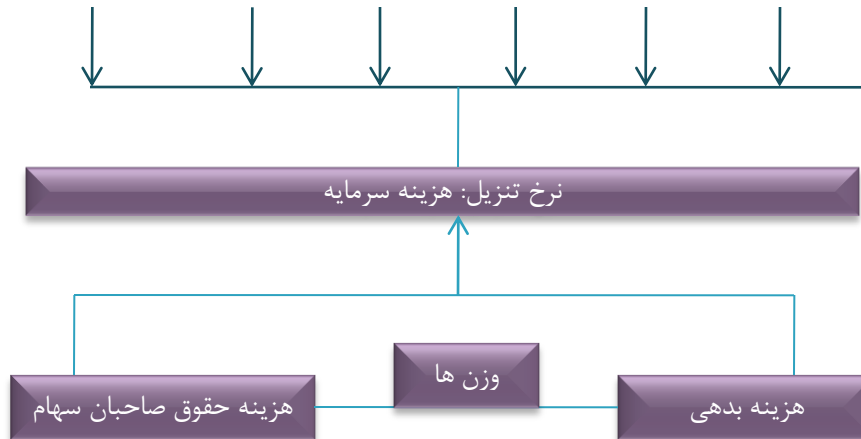 نرخ تنزیل: هزینه سرمایه
وزن ها
هزینه بدهی
هزینه حقوق صاحبان سهام